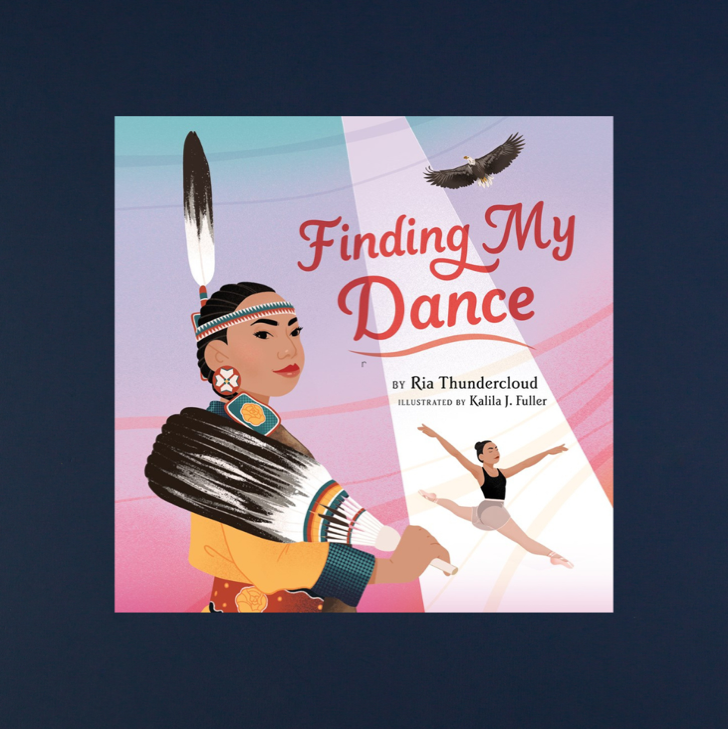 Finding My
Dance
BY Ria Thundercloud
ILLUSTRATED BY Kalila J. Fuller